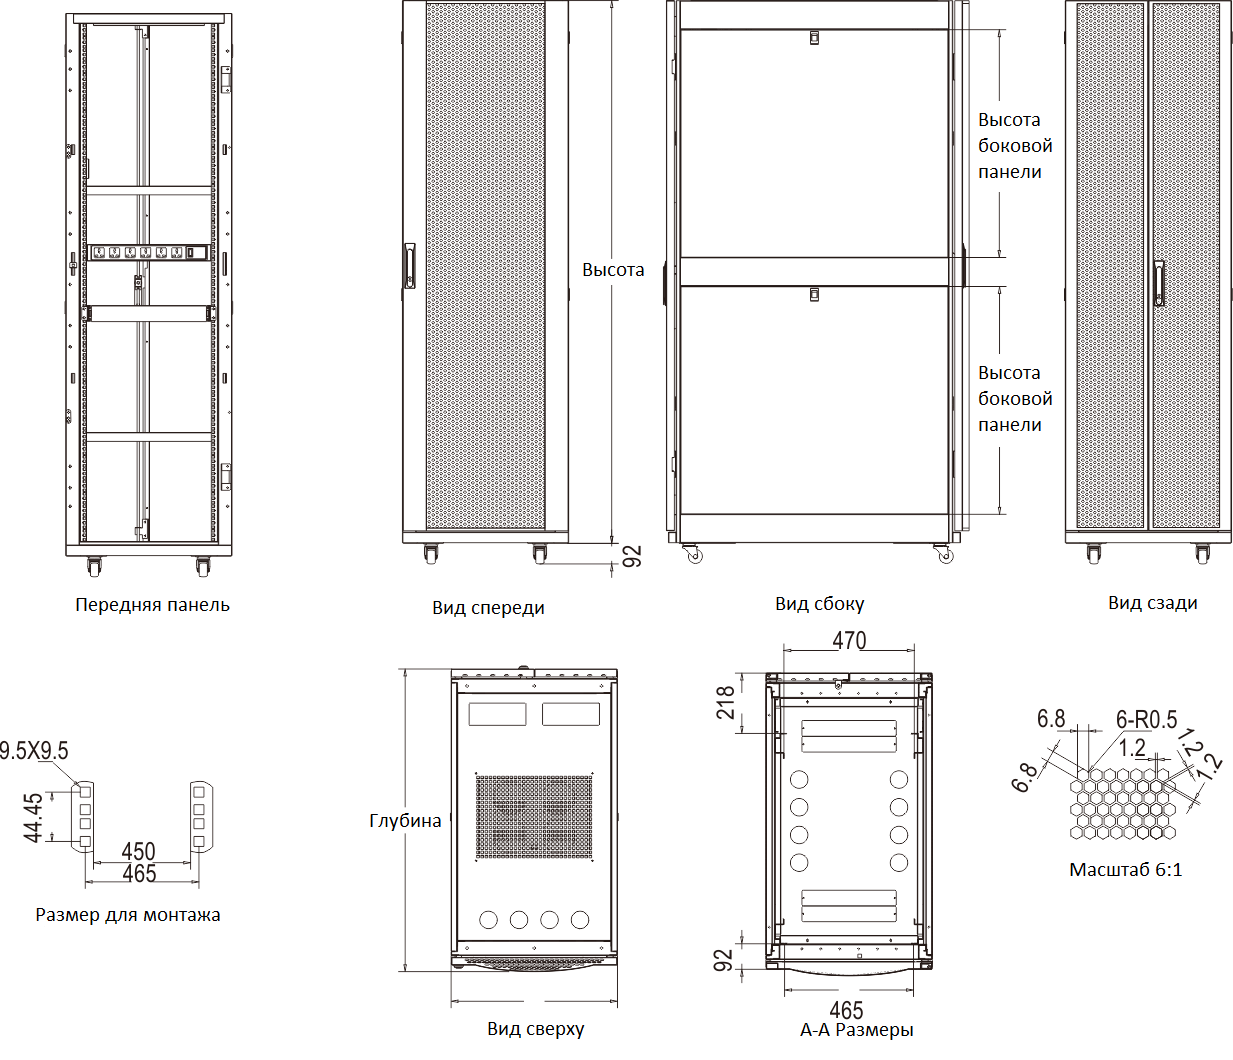 Высота
92
Высота
боковой
панели
Высота
боковой
панели
Передняя панель
Вид спереди
Вид сбоку
Вид сзади
9.5X9.5
44.45
450
465
Размер для монтажа
Глубина
Вид сверху
470
218
92
465
А-А Размеры
6.8
6-R0.5
1.2
1.2
1.2
6.8
Масштаб 6:1